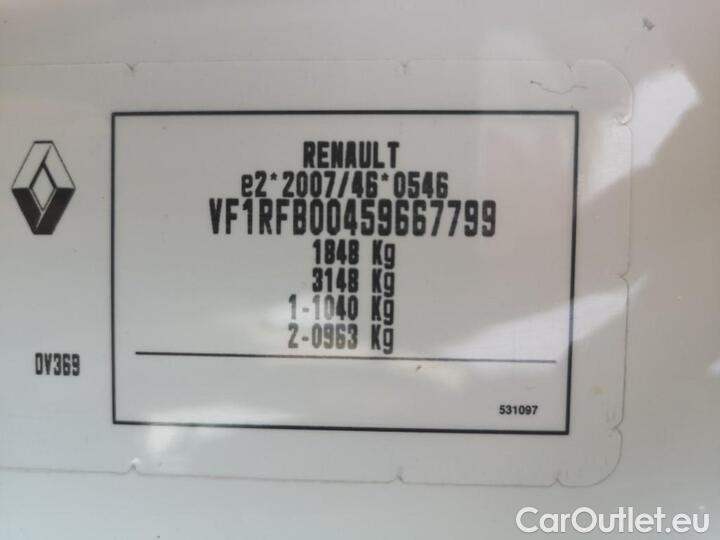 RENAULT
e2*2007/46*0546
VF1RFB00459667799
1848 Kg
3148 Kg
1-1040 Kg
2-0963 Kg
DV369
531097
CarOutlet.eu